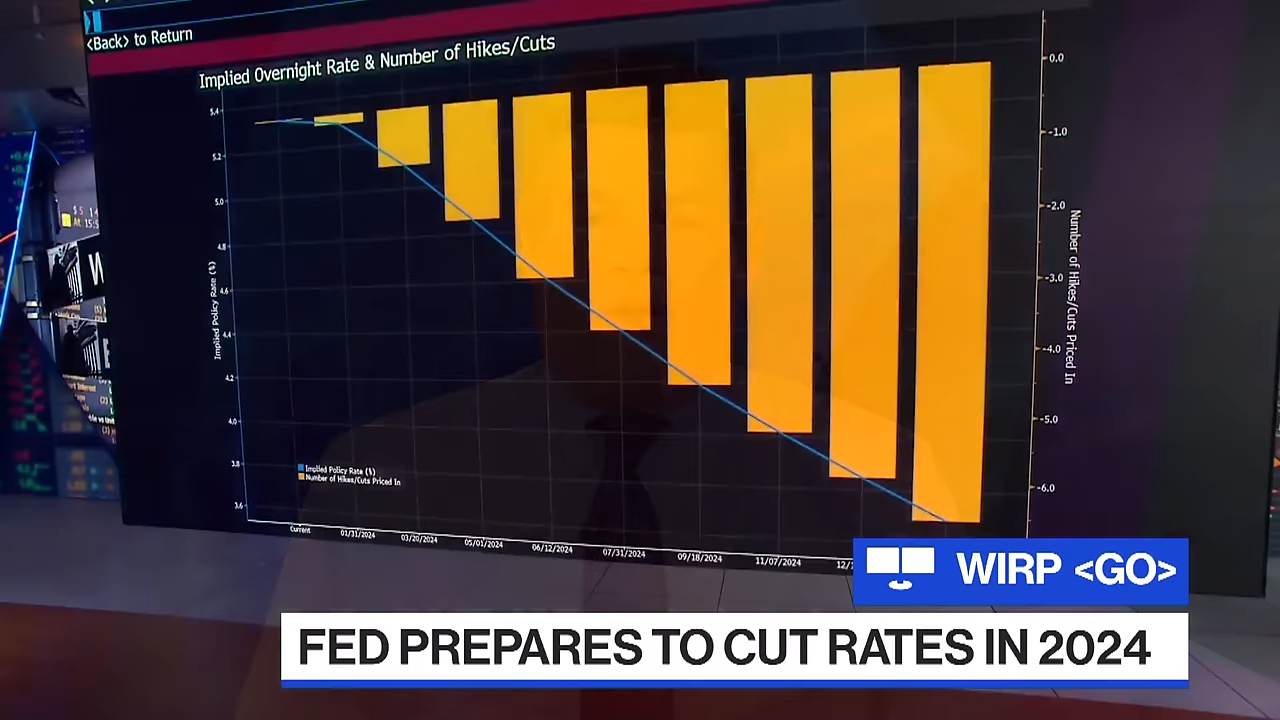 <Back> to Return
Implied Overnight Rate & Number of Hikes/Cuts
5.4
5.2
5.0
4.8
4.6
4.4
4.2
4.0
3.8
3.6
Implied Policy Rate (%)
0.0
-1.0
-2.0
-3.0
-4.0
-5.0
-6.0
Number of Hikes/Cuts Priced In
Implied Policy Rate (%)
Number of Hikes/Cuts Priced In
Current
01/31/2024
03/20/2024
05/01/2024
06/12/2024
07/31/2024
09/18/2024
11/07/2024
12/1
WIRP <GO>
FED PREPARES TO CUT RATES IN 2024